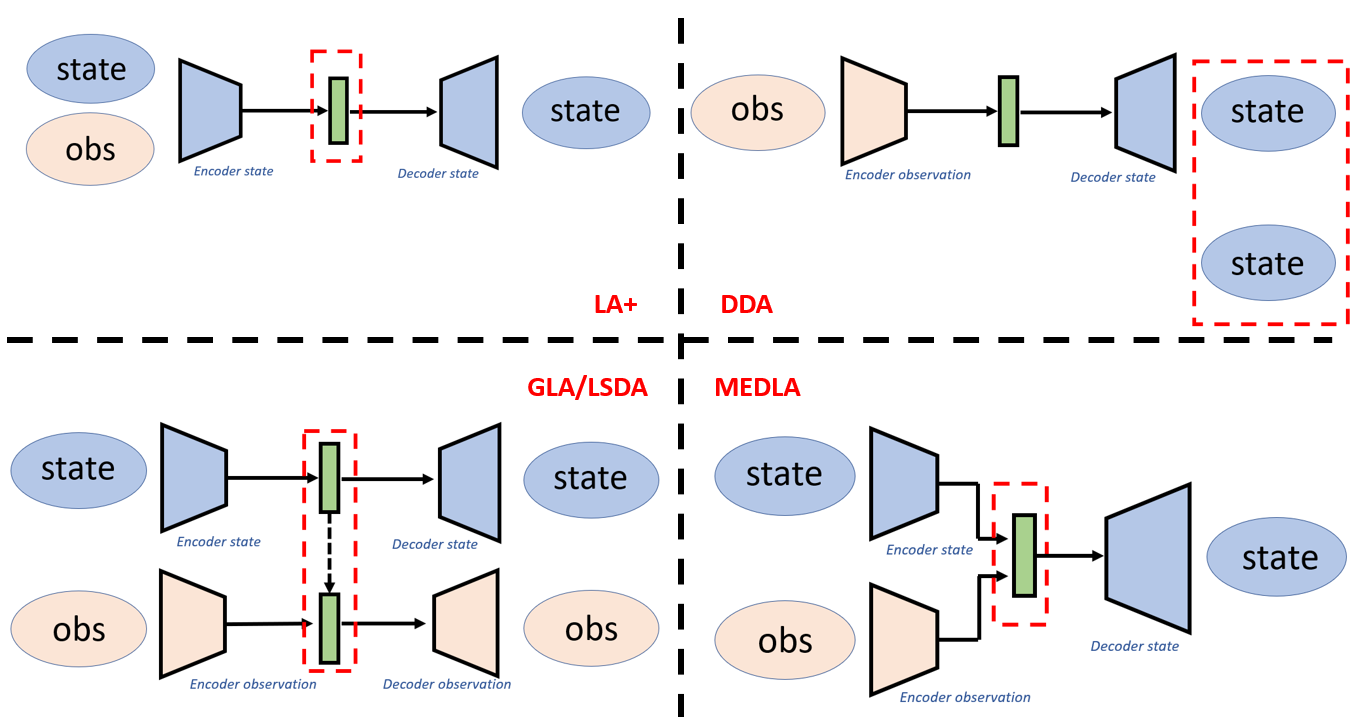 state
obs
Encoder state
Decoder state
state
LA+
obs
Encoder observation
Decoder state
state
state
DDA
GLA/LSDA
state
Encoder state
Decoder state
state
obs
Encoder observation
Decoder observation
obs
MEDLA
state
Encoder state
obs
Encoder observation
Decoder state
state